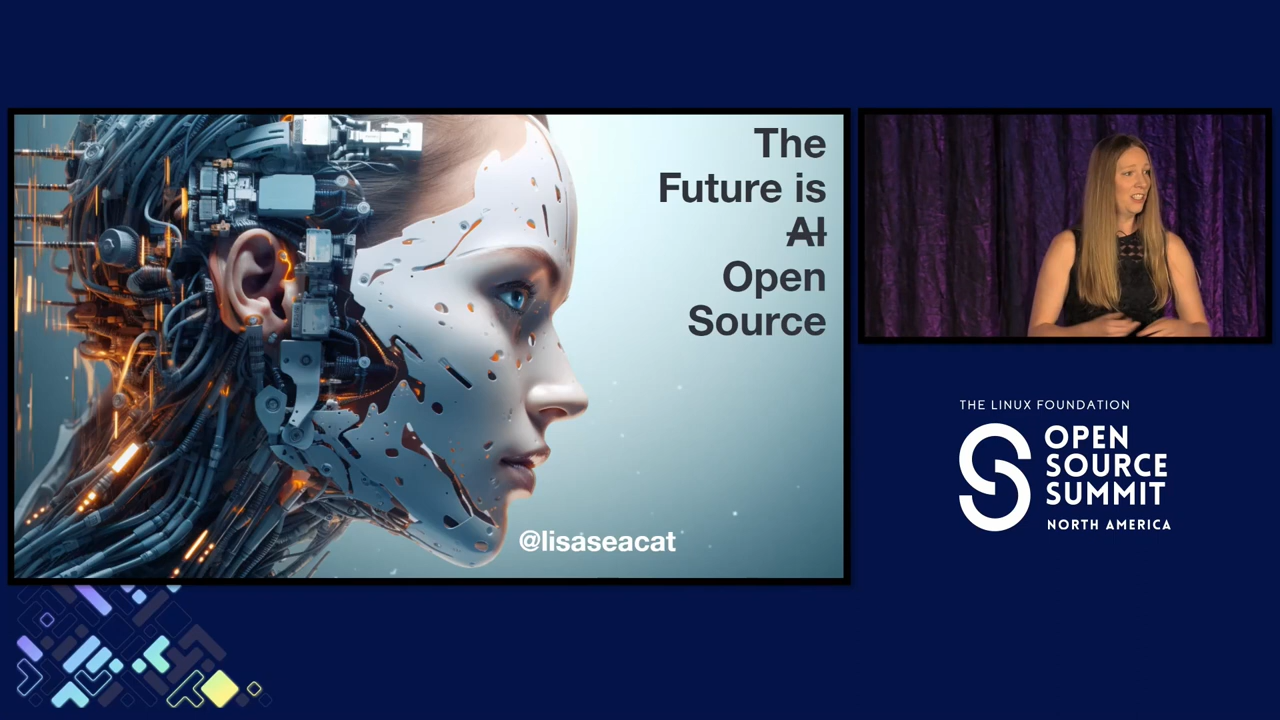 The
Future is
AI
Open
Source
@lisaseacat
THE LINUX FOUNDATION
OPEN
SOURCE
SUMMIT
NORTH AMERICA